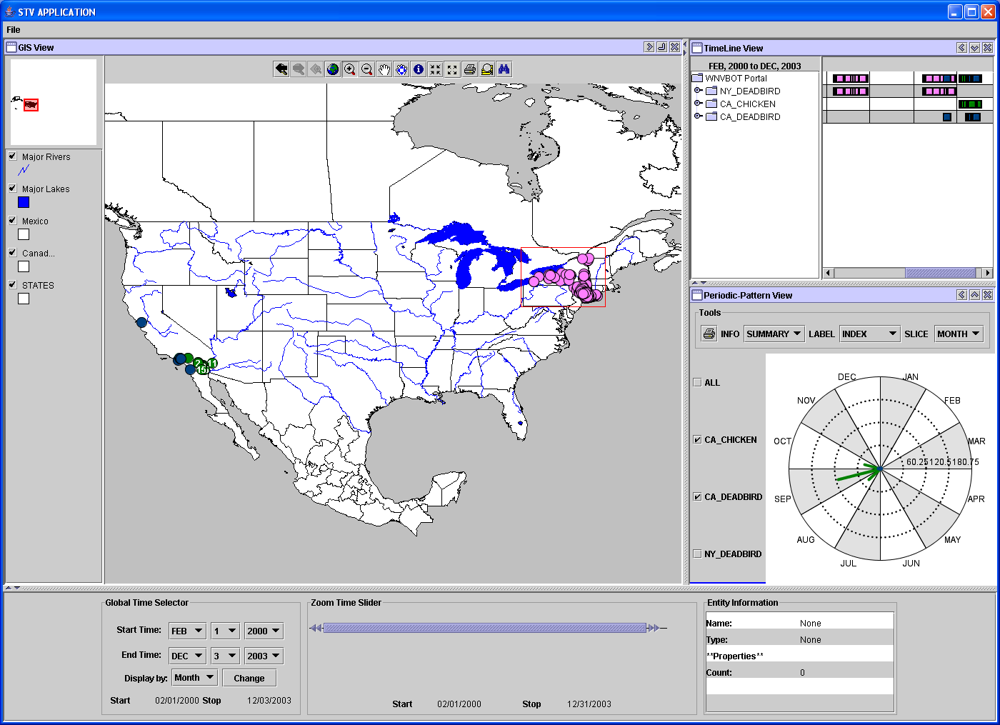 STV APPLICATION
File
GIS View
Major Rivers
Major Lakes
Mexico
Canad...
STATES
2
11
15
TimeLine View
FEB, 2000 to DEC, 2003
WNVBOT Portal
NY_DEADBIRD
CA_CHICKEN
CA_DEADBIRD
Periodic-Pattern View
Tools
INFO SUMMARY LABEL INDEX SLICE MONTH
ALL
CA_CHICKEN
CA_DEADBIRD
NY_DEADBIRD
DEC JAN
NOV FEB
OCT MAR
60.25120.5180.75
SEP APR
AUG MAY
JUL JUN
Global Time Selector
Start Time: FEB 1 2000
End Time: DEC 3 2003
Display by: Month Change
Start 02/01/2000 Stop 12/03/2003
Zoom Time Slider
Start 02/01/2000 Stop 12/31/2003
Entity Information
Name: None
Type: None
**Properties**
Count: 0